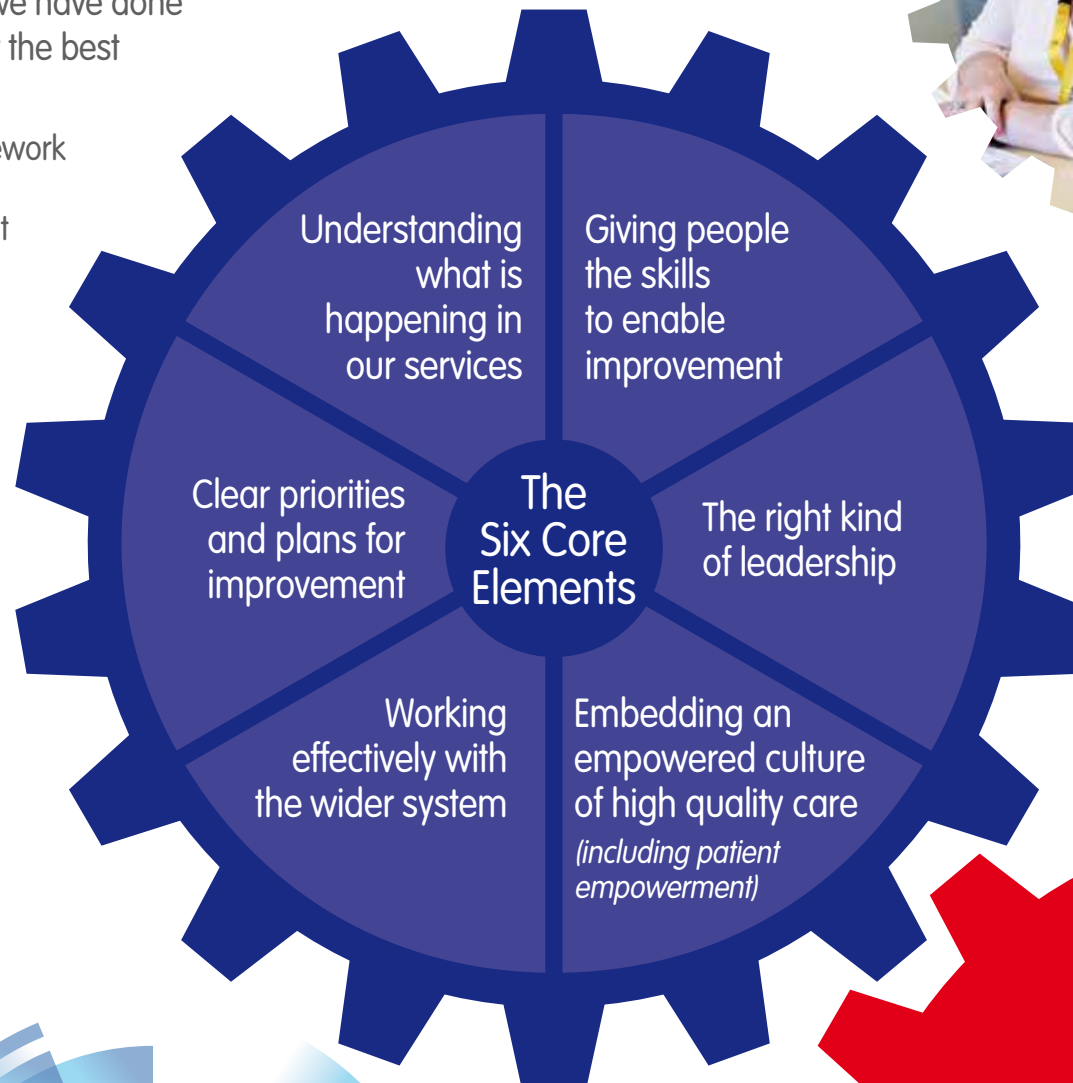 we have done
the best
work
t
Understanding
what is
happening in
our services
Giving people
the skills
to enable
improvement
Clear priorities
and plans for
improvement
The
Six Core
Elements
The right kind
of leadership
Working
effectively with
the wider system
Embedding an
empowered culture
of high quality care
(including patient
empowerment)